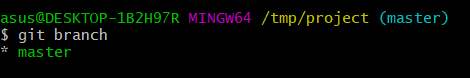 asus@DESKTOP-1B2H97R MINGW64 /tmp/project (master)
$ git branch
* master